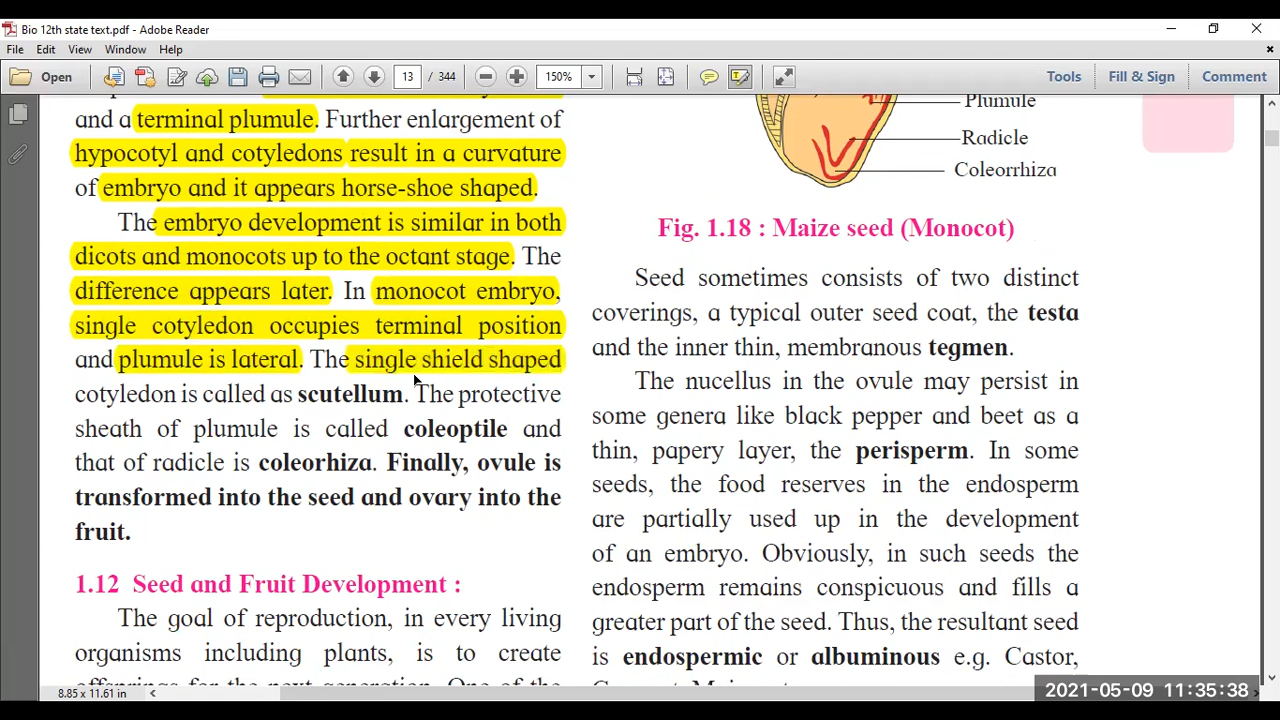 Bio 12th state text.pdf - Adobe Reader
File Edit View Window Help
Open 13 / 344 150% Tools Fill & Sign Comment
and a terminal plumule. Further enlargement of
hypocotyl and cotyledons result in a curvature
of embryo and it appears horse-shoe shaped.
The embryo development is similar in both
dicots and monocots up to the octant stage. The
difference appears later. In monocot embryo,
single cotyledon occupies terminal position
and plumule is lateral. The single shield shaped
cotyledon is called as scutellum. The protective
sheath of plumule is called coleoptile and
that of radicle is coleorhiza. Finally, ovule is
transformed into the seed and ovary into the
fruit.
1.12 Seed and Fruit Development :
The goal of reproduction, in every living
organisms including plants, is to create
offsprings for the next generation. One of the
Plumule
Radicle
Coleorrhiza
Fig. 1.18 : Maize seed (Monocot)
Seed sometimes consists of two distinct
coverings, a typical outer seed coat, the testa
and the inner thin, membranous tegmen.
The nucellus in the ovule may persist in
some genera like black pepper and beet as a
thin, papery layer, the perisperm. In some
seeds, the food reserves in the endosperm
are partially used up in the development
of an embryo. Obviously, in such seeds the
endosperm remains conspicuous and fills a
greater part of the seed. Thus, the resultant seed
is endospermic or albuminous e.g. Castor,
8.85 x 11.61 in
2021-05-09 11:35:38